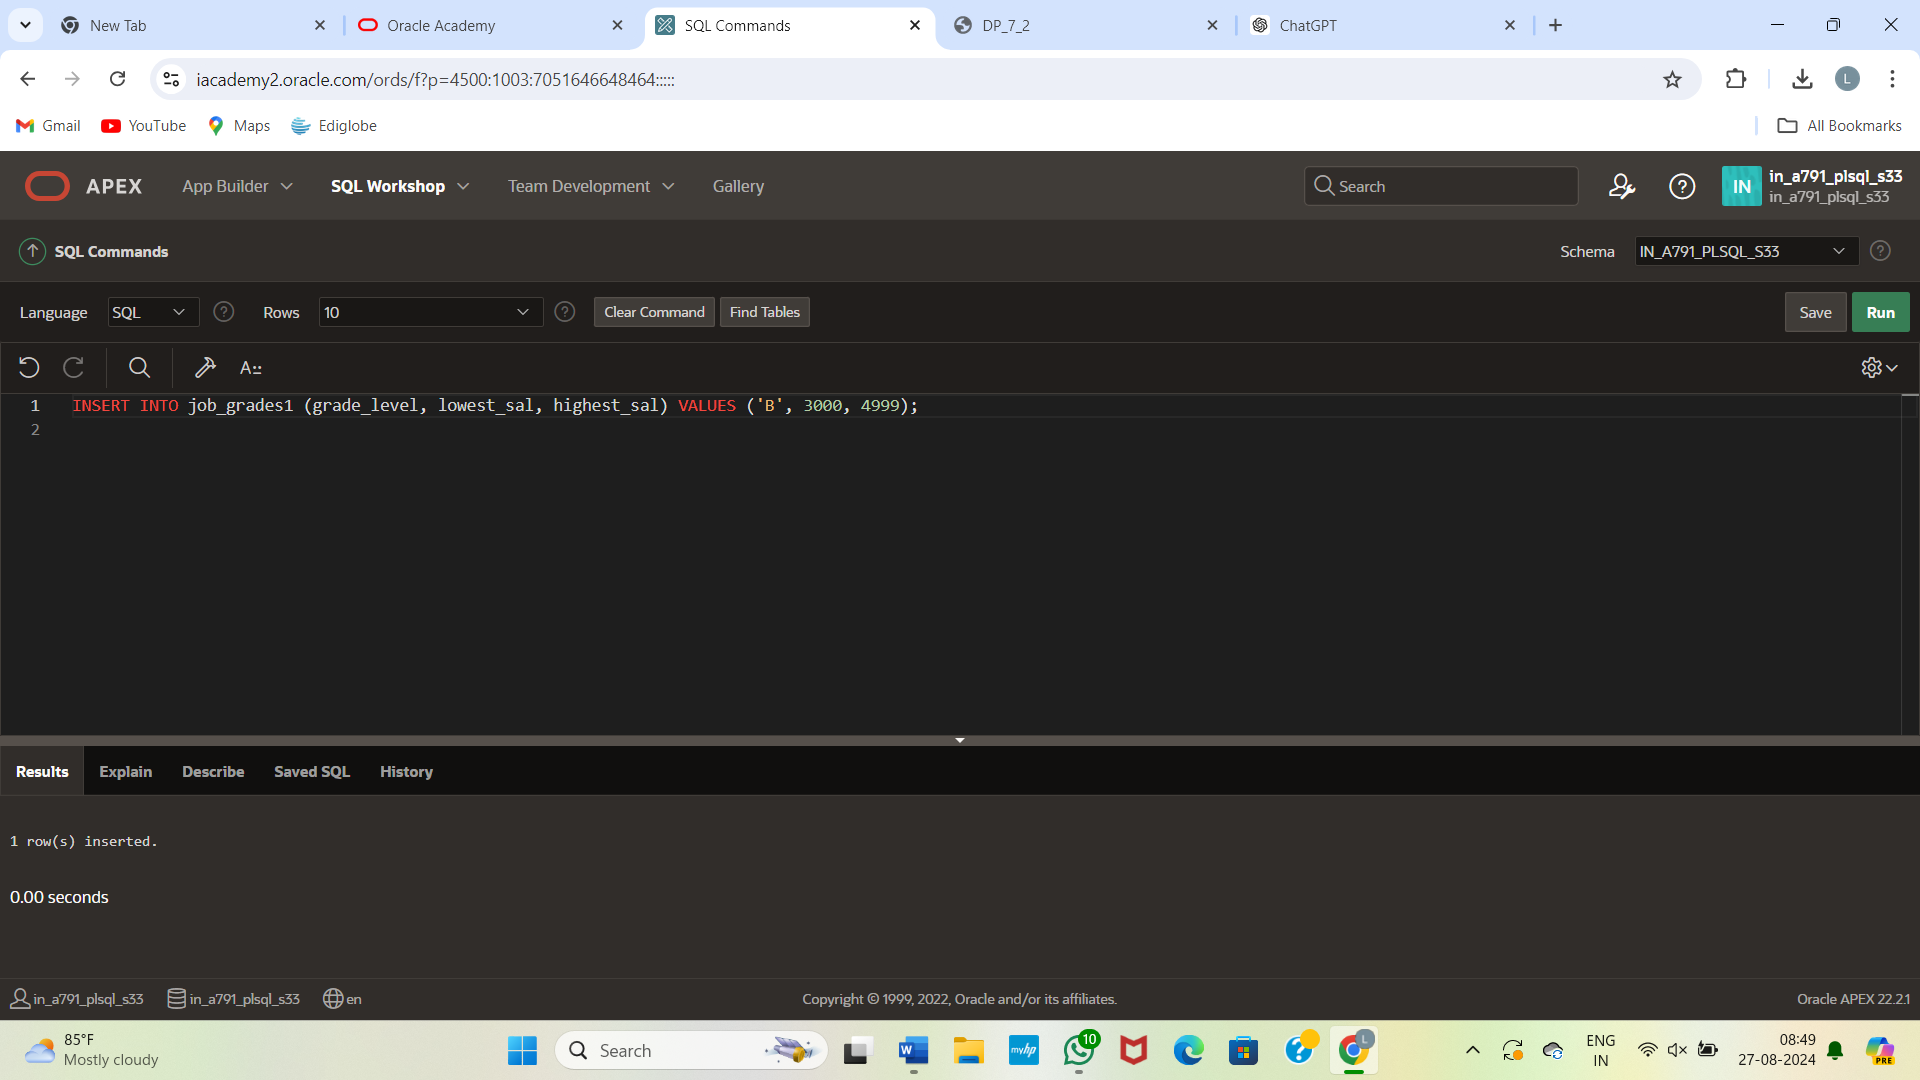 New Tab
Oracle Academy
SQL Commands
DP_7_2
ChatGPT
iacademy2.oracle.com/ords/f?p=4500:1003:7051646648464:::::
L
Gmail
YouTube
Maps
Ediglobe
All Bookmarks
APEX
App Builder
SQL Workshop
Team Development
Gallery
Search
IN
in_a791_plsql_s33
in_a791_plsql_s33
SQL Commands
Schema
IN_A791_PLSQL_S33
Language
SQL
Rows
10
Clear Command
Find Tables
Save
Run
A::
1
INSERT INTO job_grades1 (grade_level, lowest_sal, highest_sal) VALUES ('B', 3000, 4999);
2
Results
Explain
Describe
Saved SQL
History
1 row(s) inserted.
0.00 seconds
in_a791_plsql_s33
in_a791_plsql_s33
en
Copyright © 1999, 2022, Oracle and/or its affiliates.
Oracle APEX 22.2.1
85°F
Mostly cloudy
Search
W
myhp
10
L
ENG
IN
08:49
27-08-2024
PRE